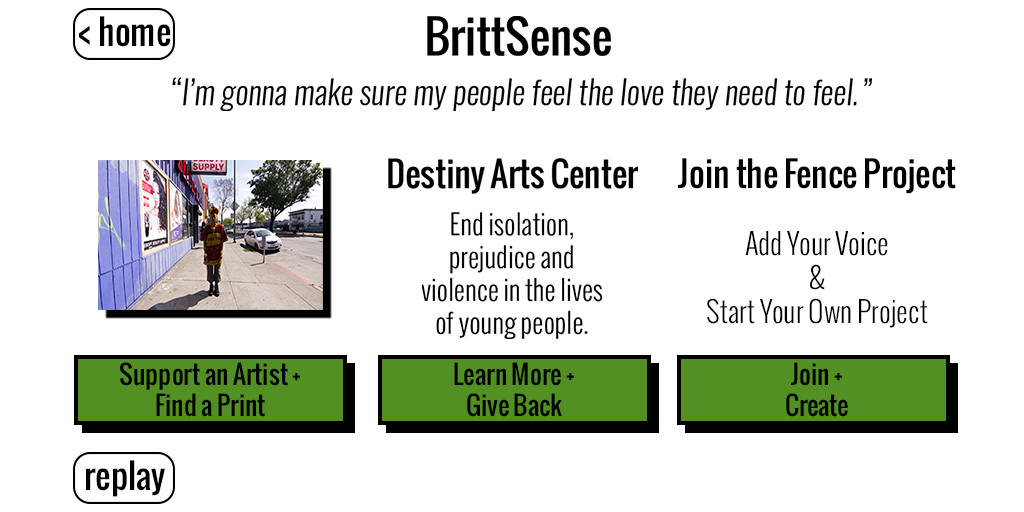 < home
BrittSense
“I’m gonna make sure my people feel the love they need to feel.”
SUPPLY
Destiny Arts Center
End isolation,
prejudice and
violence in the lives
of young people.
Join the Fence Project
Add Your Voice
&
Start Your Own Project
Support an Artist +
Find a Print
Learn More +
Give Back
Join +
Create
replay